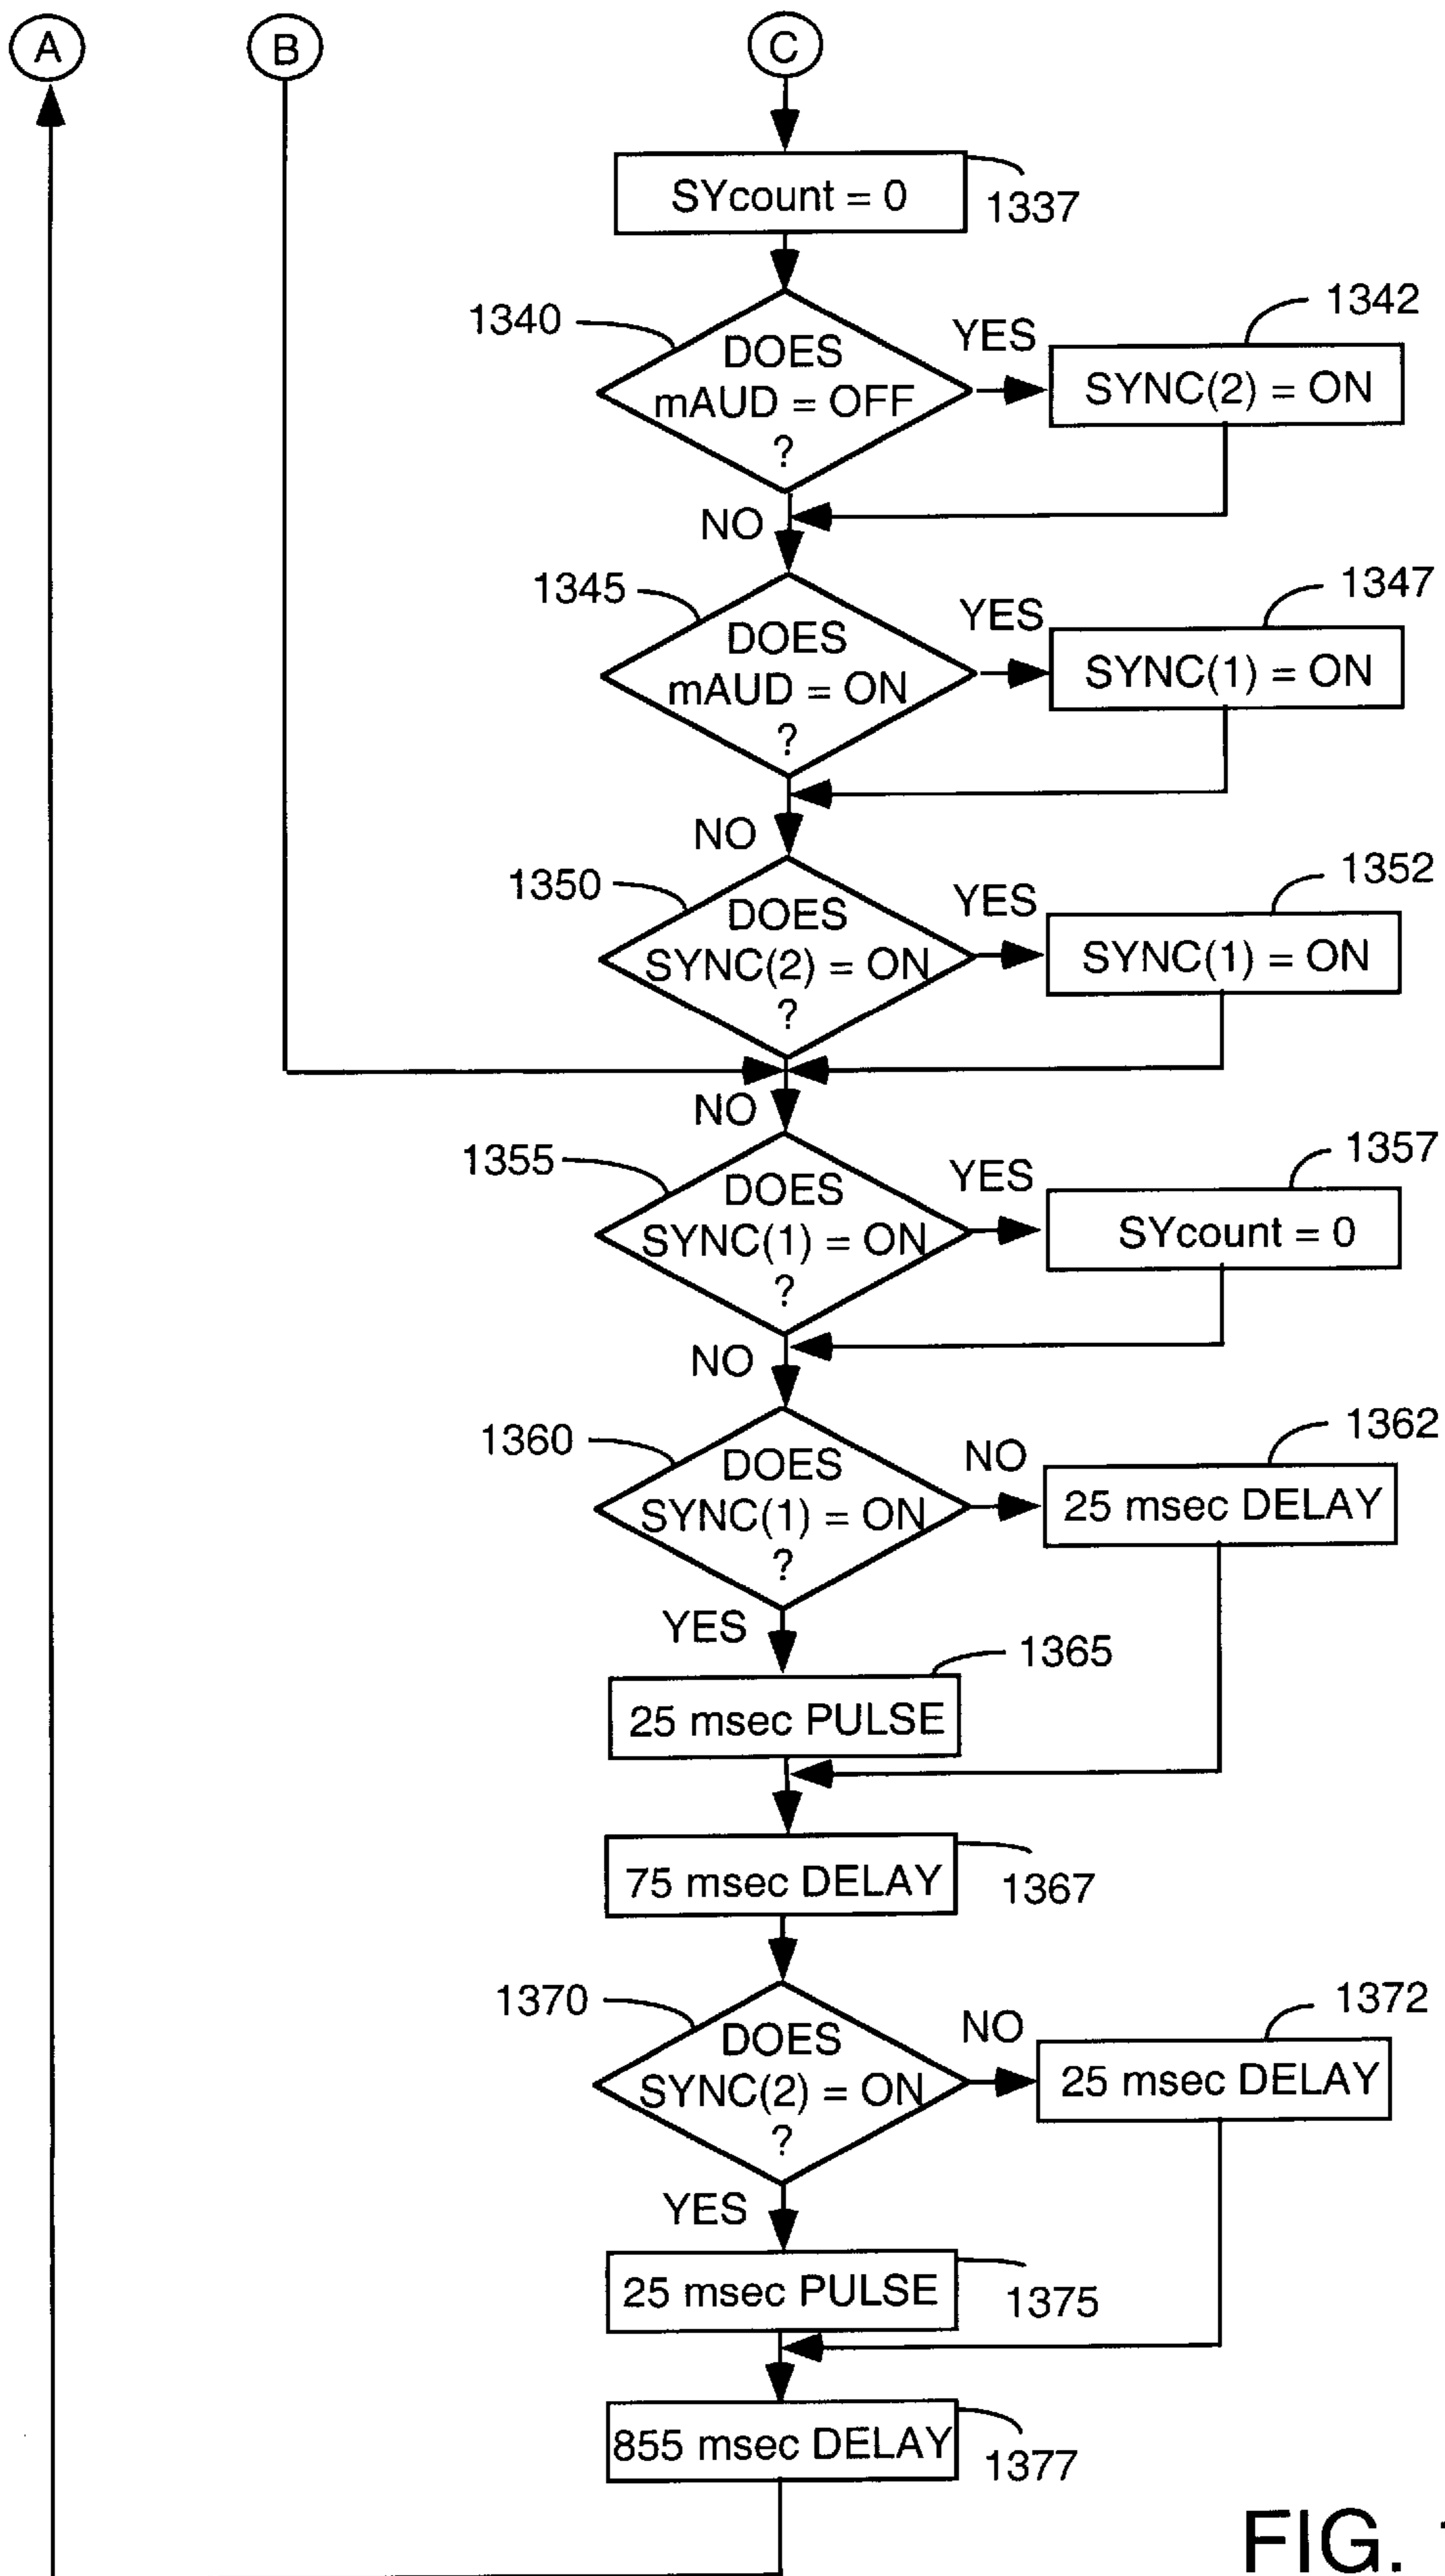 A
B
C
SYcount = 0
1337
1340
DOES
mAUD = OFF
?
YES
1342
SYNC(2) = ON
NO
1345
DOES
mAUD = ON
?
YES
1347
SYNC(1) = ON
NO
1350
DOES
SYNC(2) = ON
?
YES
1352
SYNC(1) = ON
NO
1355
DOES
SYNC(1) = ON
?
YES
1357
SYcount = 0
NO
1360
DOES
SYNC(1) = ON
?
NO
1362
25 msec DELAY
YES
1365
25 msec PULSE
75 msec DELAY
1367
1370
DOES
SYNC(2) = ON
?
NO
1372
25 msec DELAY
YES
25 msec PULSE
1375
855 msec DELAY
1377
FIG.